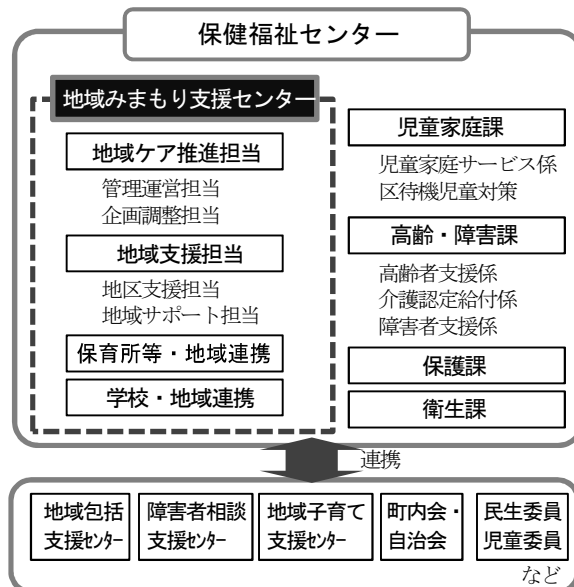 保健福祉センター
地域みまもり支援センター
地域ケア推進担当
管理運営担当
企画調整担当
地域支援担当
地区支援担当
地域サポート担当
保育所等・地域連携
学校・地域連携
児童家庭課
児童家庭サービス係
区待機児童対策
高齢・障害課
高齢者支援係
介護認定給付係
障害者支援係
保護課
衛生課
連携
地域包括
支援ｾﾝﾀｰ
障害者相談
支援ｾﾝﾀｰ
地域子育て
支援ｾﾝﾀｰ
町内会・
自治会
民生委員
児童委員
など